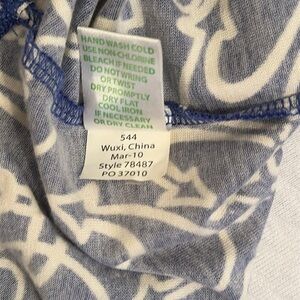 HAND WASH COLD
USE NON-CHLORINE
BLEACH IF NEEDED
DO NOT WRING
OR TWIST
DRY PROMPTLY
DRY FLAT
COOL IRON
IF NECESSARY
OR DRY CLEAN
544
Wuxi, China
Mar-10
Style 78487
PO 37010